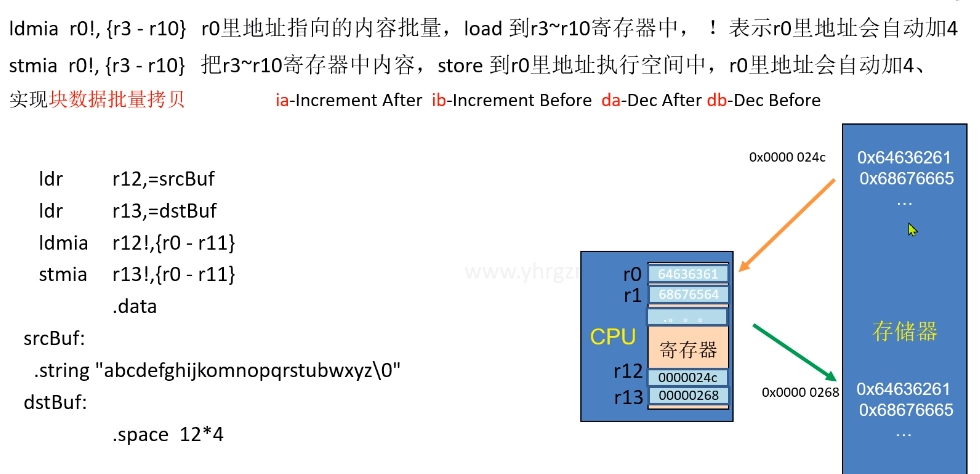 ldmia r0!, {r3 - r10} r0里地址指向的内容批量，load 到r3~r10寄存器中，！表示r0里地址会自动加4
stmia r0!, {r3 - r10} 把r3~r10寄存器中内容，store 到r0里地址执行空间中，r0里地址会自动加4、
实现块数据批量拷贝 ia-Increment After ib-Increment Before da-Dec After db-Dec Before
ldr r12,=srcBuf
ldr r13,=dstBuf
ldmia r12!,{r0 - r11}
stmia r13!,{r0 - r11}
.data
srcBuf:
.string "abcdefghijkomnopqrstubwxyz\0"
dstBuf:
.space 12*4
www.yhrgz
CPU
r0 64636361
r1 68676564
. 。 。 。
寄存器
r12 0000024c
r13 00000268
0x0000 024c
0x64636261
0x68676665
...
存储器
0x0000 0268
0x64636261
0x68676665
...